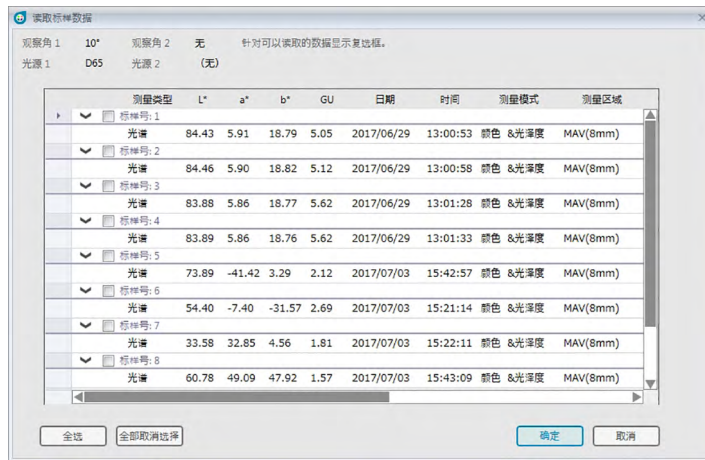 读取标样数据
观察角 1 10° 观察角 2 无 针对可以读取的数据显示复选框。
光源 1 D65 光源 2 (无)
测量类型 L* a* b* GU 日期 时间 测量模式 测量区域
标样号: 1
光谱 84.43 5.91 18.79 5.05 2017/06/29 13:00:53 颜色 &光泽度 MAV(8mm)
标样号: 2
光谱 84.46 5.90 18.82 5.12 2017/06/29 13:00:58 颜色 &光泽度 MAV(8mm)
标样号: 3
光谱 83.88 5.86 18.77 5.62 2017/06/29 13:01:28 颜色 &光泽度 MAV(8mm)
标样号: 4
光谱 83.89 5.86 18.76 5.62 2017/06/29 13:01:33 颜色 &光泽度 MAV(8mm)
标样号: 5
光谱 73.89 -41.42 3.29 2.12 2017/07/03 15:42:57 颜色 &光泽度 MAV(8mm)
标样号: 6
光谱 54.40 -7.40 -31.57 2.69 2017/07/03 15:21:14 颜色 &光泽度 MAV(8mm)
标样号: 7
光谱 33.58 32.85 4.56 1.81 2017/07/03 15:22:11 颜色 &光泽度 MAV(8mm)
标样号: 8
光谱 60.78 49.09 47.92 1.57 2017/07/03 15:43:09 颜色 &光泽度 MAV(8mm)
全选 全部取消选择 确定 取消